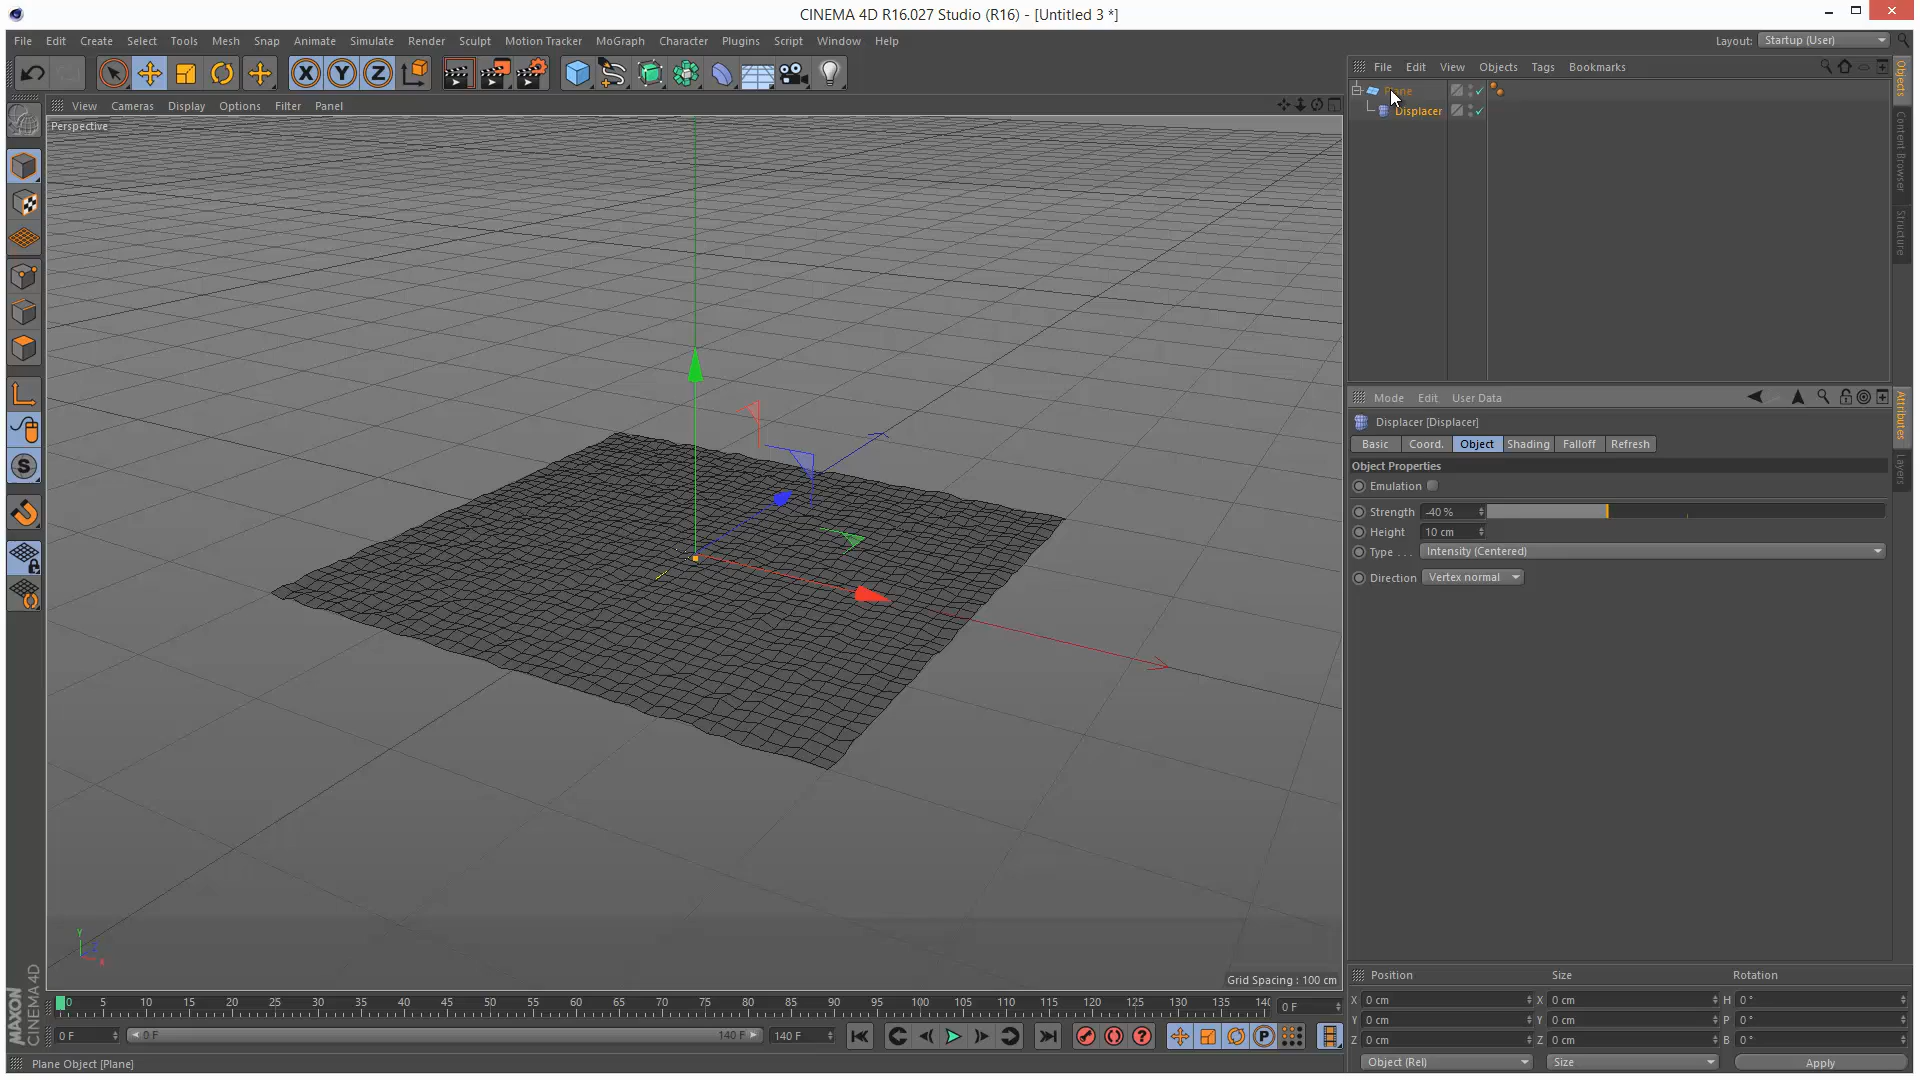 CINEMA 4D R16.027 Studio (R16) - [Untitled 3 *]
File Edit Create Select Tools Mesh Snap Animate Simulate Render Sculpt Motion Tracker MoGraph Character Plugins Script Window Help
Layout: Startup (User)
X Y Z
File Edit View Objects Tags Bookmarks
View Cameras Display Options Filter Panel
Perspective
Displacer
Objects
Content Browser
Structure
Mode Edit User Data
Displacer [Displacer]
Basic Coord. Object Shading Falloff Refresh
Attributes
Layers
Object Properties
Emulation
Strength -40 %
Height 10 cm
Type . . . Intensity (Centered)
Direction Vertex normal
S
Y
X
Grid Spacing : 100 cm
0 5 10 15 20 25 30 35 40 45 50 55 60 65 70 75 80 85 90 95 100 105 110 115 120 125 130 135 140
0 F
0 F 0 F 140 F 140 F
P
MAXON
CINEMA 4D
Position Size Rotation
X 0 cm X 0 cm H 0 °
Y 0 cm Y 0 cm P 0 °
Z 0 cm Z 0 cm B 0 °
Object (Rel) Size Apply
Plane Object [Plane]